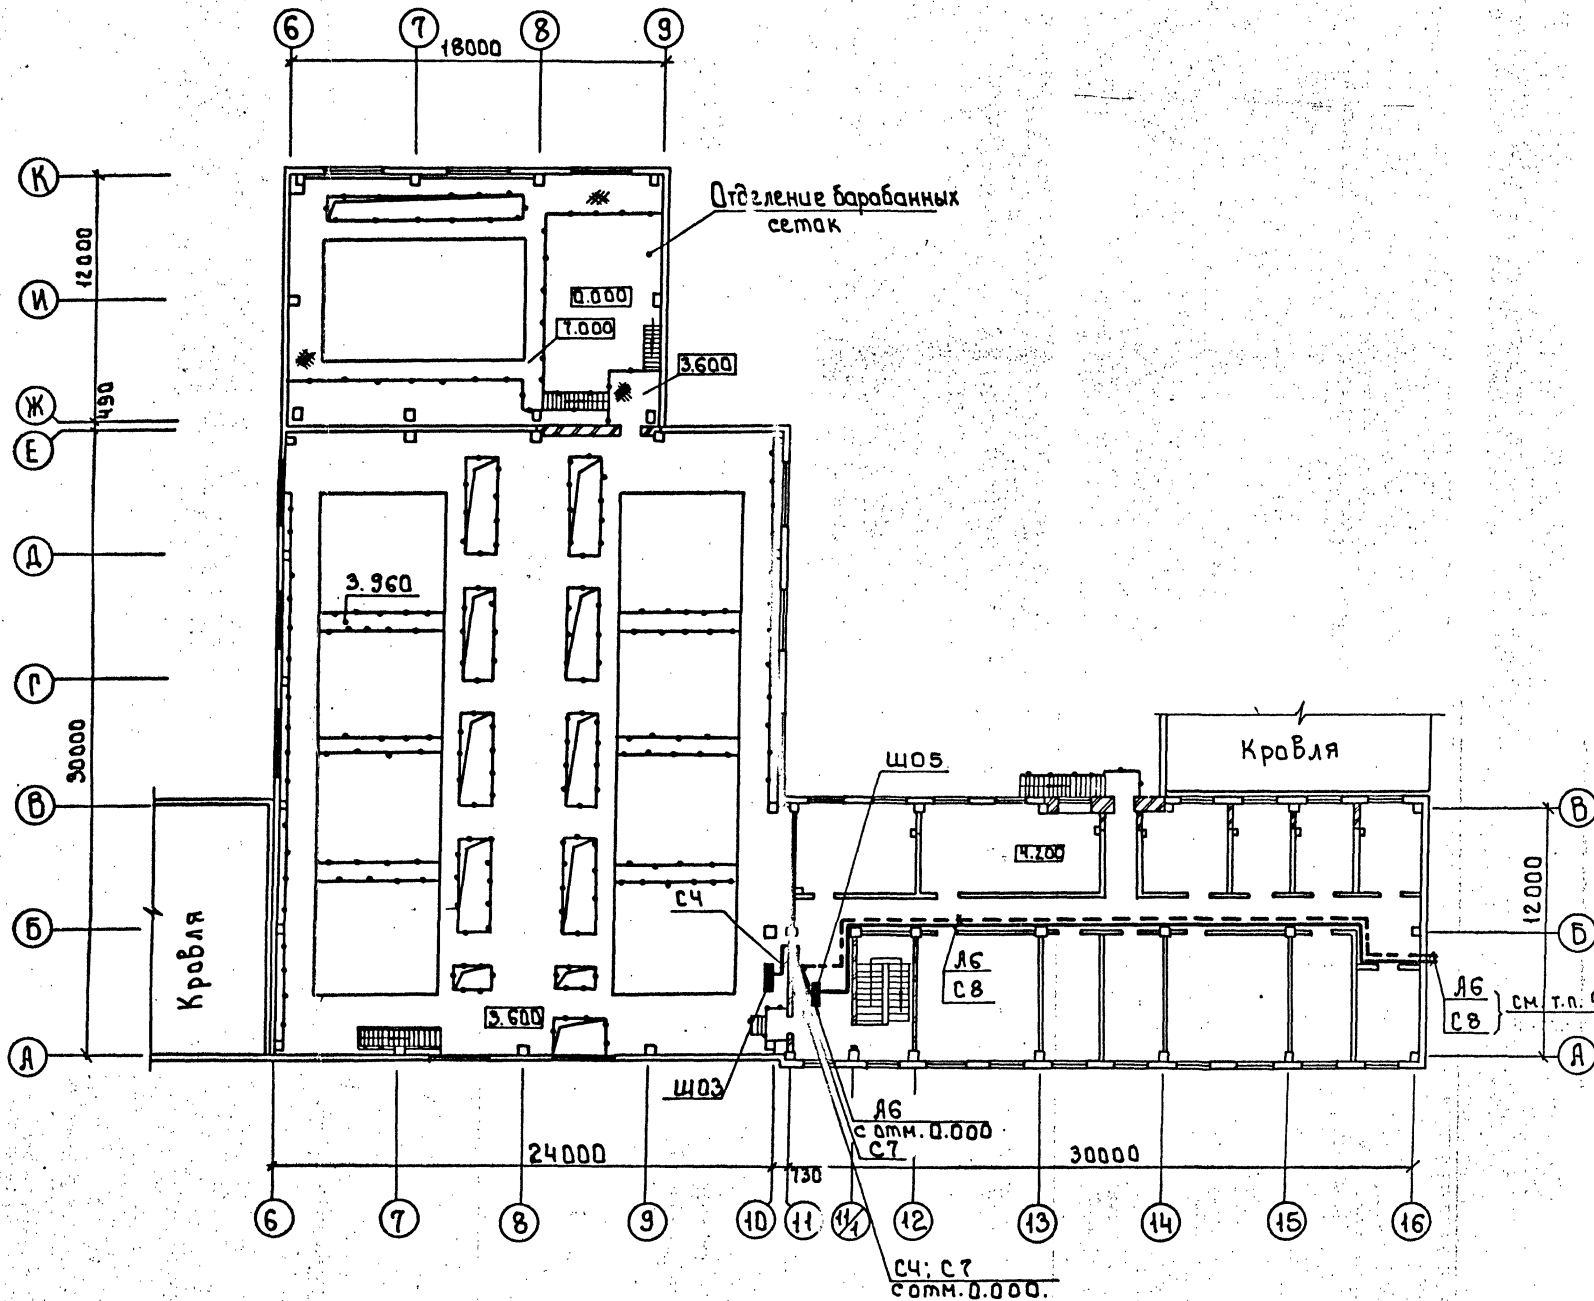 6 7 8 9
18000
К
Отделение барабанных
сеток
12000
И
0.000
7.000
3.600
490
Ж
Е
Д
3.960
Г
30000
Кровля
ШО5
В
В
4.200
12000
С4
Б
Б
Кровля
А6
С8
А6
С8
см. т.п.
3.600
А
А
ШО3
А6
с отм. 0.000
С7
24000
730
30000
6 7 8 9 10 11 11/1 12 13 14 15 16
С4; С7
с отм. 0.000.